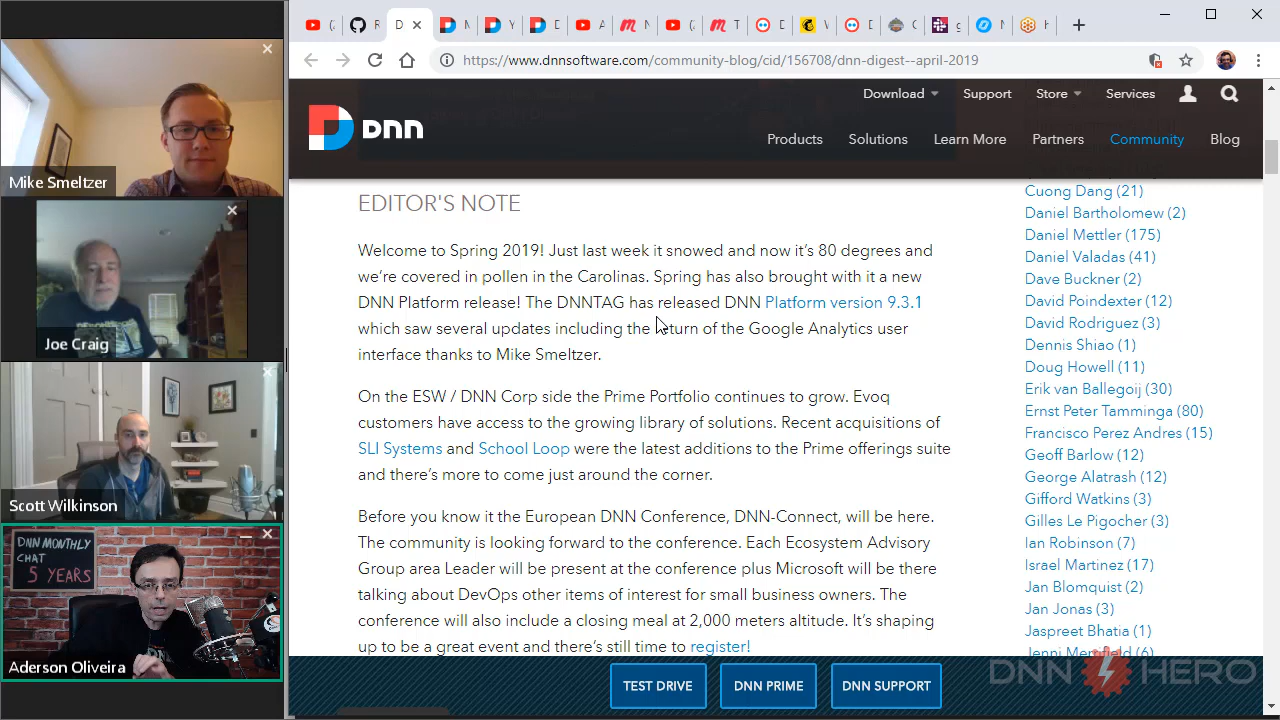 https://www.dnnsoftware.com/community-blog/cid/156708/dnn-digest--april-2019
Download
Support
Store
Services
dnn
Products
Solutions
Learn More
Partners
Community
Blog
EDITOR'S NOTE
Welcome to Spring 2019! Just last week it snowed and now it's 80 degrees and
we're covered in pollen in the Carolinas. Spring has also brought with it a new
DNN Platform release! The DNNTAG has released DNN Platform version 9.3.1
which saw several updates including the return of the Google Analytics user
interface thanks to Mike Smeltzer.
On the ESW / DNN Corp side the Prime Portfolio continues to grow. Evoq
customers have access to the growing library of solutions. Recent acquisitions of
SLI Systems and School Loop were the latest additions to the Prime offerings suite
and there's more to come just around the corner.
Before you know it the European DNN Conference, DNN-Connect, will be here.
The community is looking forward to the conference. Each Ecosystem Advisory
Group area Leader will be present at the conference plus Microsoft will be there
talking about DevOps other items of interest for small business owners. The
conference will also include a closing meal at 2,000 meters altitude. It's shaping
up to be a great event and there's still time to register!
Cuong Dang (21)
Daniel Bartholomew (2)
Daniel Mettler (175)
Daniel Valadas (41)
Dave Buckner (2)
David Poindexter (12)
David Rodriguez (3)
Dennis Shiao (1)
Doug Howell (11)
Erik van Ballegoij (30)
Ernst Peter Tamminga (80)
Francisco Perez Andres (15)
Geoff Barlow (12)
George Alatrash (12)
Gifford Watkins (3)
Gilles Le Pigocher (3)
Ian Robinson (7)
Israel Martinez (17)
Jan Blomquist (2)
Jan Jonas (3)
Jaspreet Bhatia (1)
TEST DRIVE
DNN PRIME
DNN SUPPORT
DNN HERO
Mike Smeltzer
Joe Craig
Scott Wilkinson
DNN MONTHLY
CHAT
5 YEARS
Aderson Oliveira